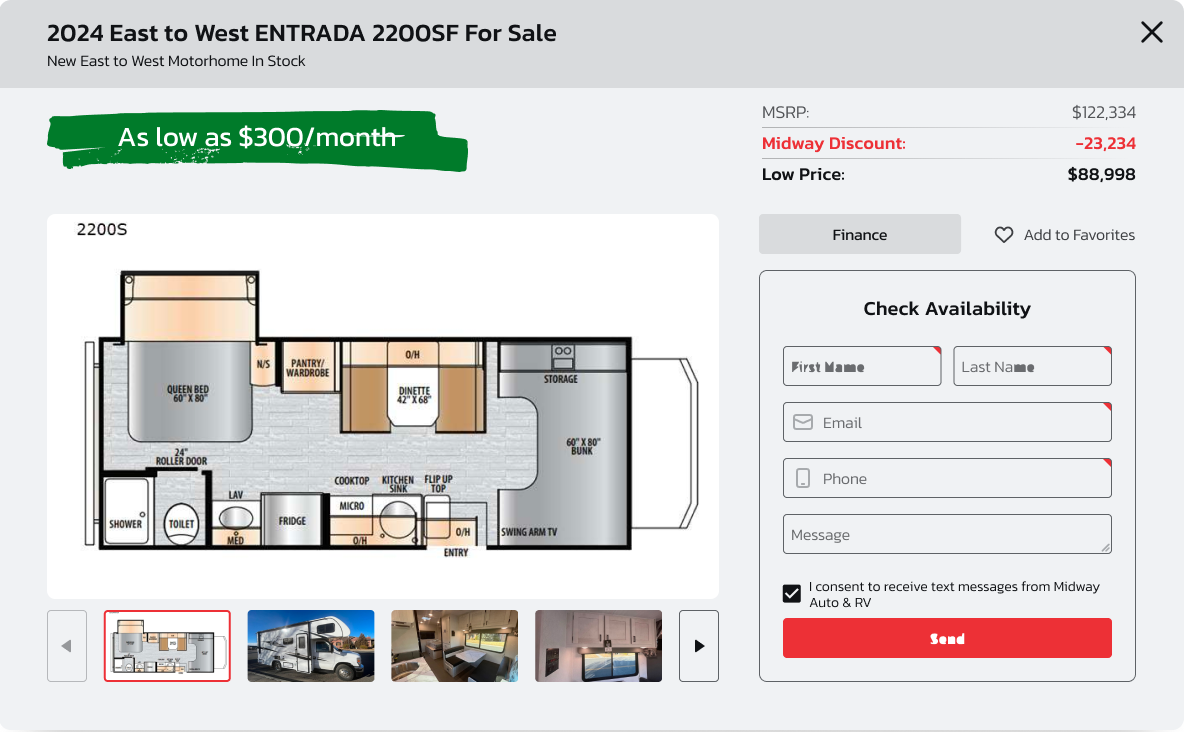 2024 East to West ENTRADA 2200SF For Sale
New East to West Motorhome In Stock
As low as $300/month
MSRP: $122,334
Midway Discount: -23,234
Low Price: $88,998
Finance
Add to Favorites
2200S
N/S
PANTRY/
WARDROBE
O/H
DINETTE
42" X 68"
STORAGE
QUEEN BED
60" X 80"
60" X 80"
BUNK
24"
ROLLER DOOR
SHOWER
TOILET
LAV
MED
FRIDGE
COOKTOP
KITCHEN
SINK
FLIP UP
TOP
MICRO
O/H
O/H
ENTRY
SWING ARM TV
Check Availability
First Name
Last Name
Email
Phone
Message
I consent to receive text messages from Midway
Auto & RV
Send